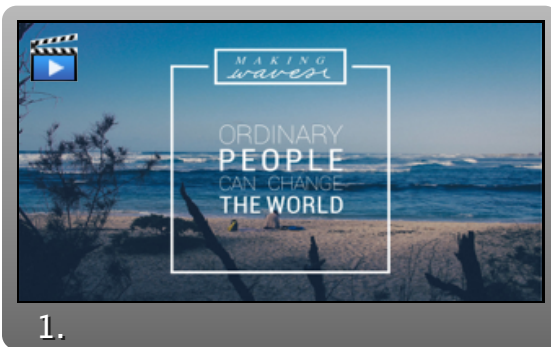 MAKING
waves
ORDINARY
PEOPLE
CAN CHANGE
THE WORLD
1.